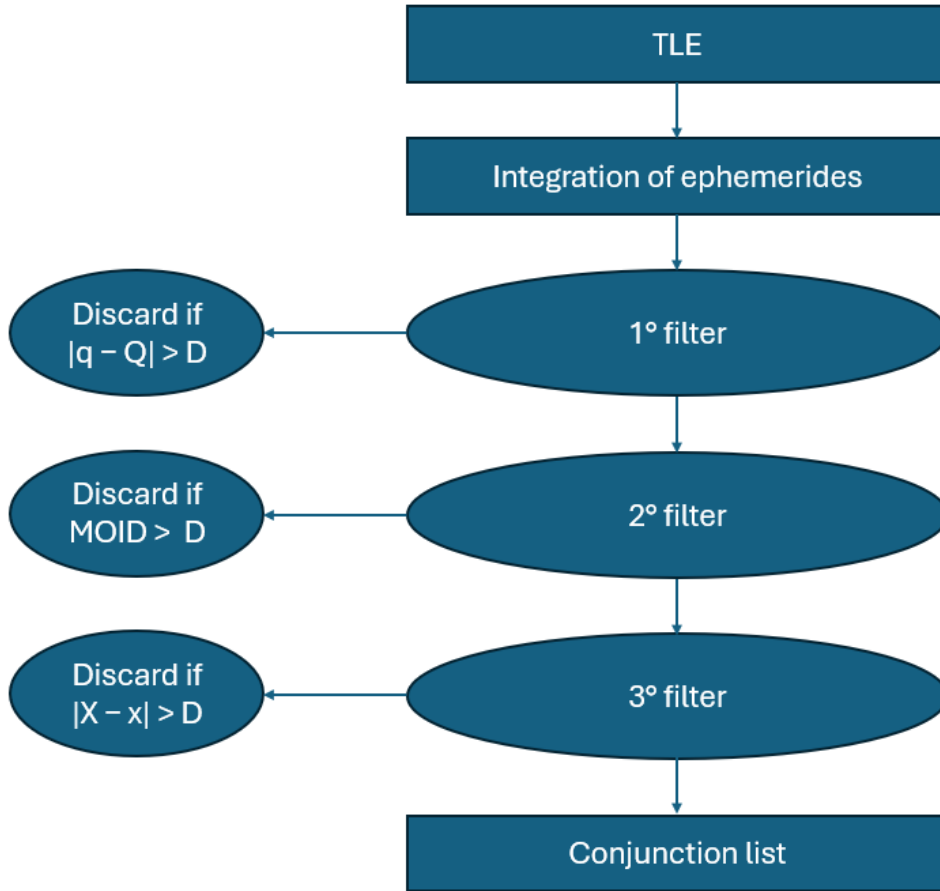 TLE
Integration of ephemerides
Discard if
|q − Q| > D
1° filter
Discard if
MOID > D
2° filter
Discard if
|X − x| > D
3° filter
Conjunction list